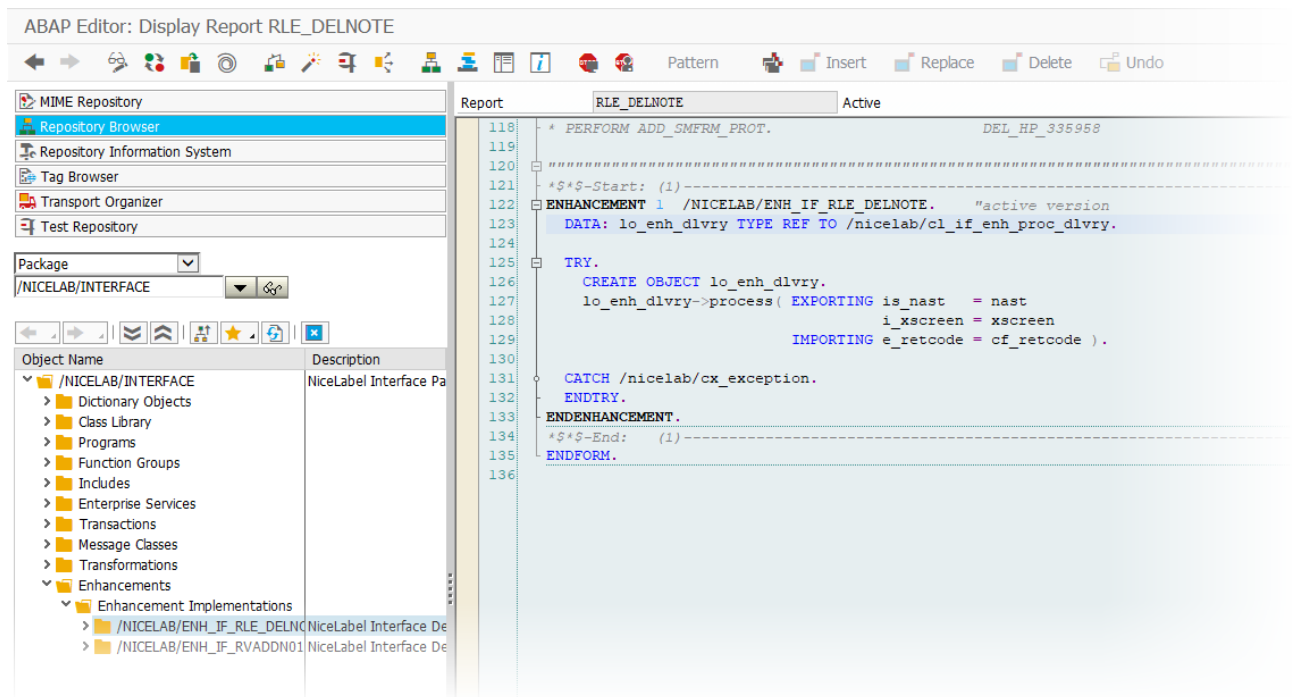 ABAP Editor: Display Report RLE_DELNOTE
Pattern Insert Replace Delete Undo
MIME Repository
Repository Browser
Repository Information System
Tag Browser
Transport Organizer
Test Repository
Package
/NICELAB/INTERFACE
Object Name Description
/NICELAB/INTERFACE NiceLabel Interface Pa
Dictionary Objects
Class Library
Programs
Function Groups
Includes
Enterprise Services
Transactions
Message Classes
Transformations
Enhancements
Enhancement Implementations
/NICELAB/ENH_IF_RLE_DELNO NiceLabel Interface De
/NICELAB/ENH_IF_RVADDN01 NiceLabel Interface De
Report RLE_DELNOTE Active
118 * PERFORM ADD_SMFRM_PROT. DEL_HP_335958
119
120 """"""""""""""""""""""""""""""""""""""""""""""""""""""""""""""""""""""""""""""""
121 *$*$-Start: (1)--------------------------------------------------------------------
122 ENHANCEMENT 1 /NICELAB/ENH_IF_RLE_DELNOTE. "active version
123 DATA: lo_enh_dlvry TYPE REF TO /nicelab/cl_if_enh_proc_dlvry.
124
125 TRY.
126 CREATE OBJECT lo_enh_dlvry.
127 lo_enh_dlvry->process( EXPORTING is_nast = nast
128 i_xscreen = xscreen
129 IMPORTING e_retcode = cf_retcode ).
130
131 CATCH /nicelab/cx_exception.
132 ENDTRY.
133 ENDENHANCEMENT.
134 *$*$-End: (1)--------------------------------------------------------------------
135 ENDFORM.
136